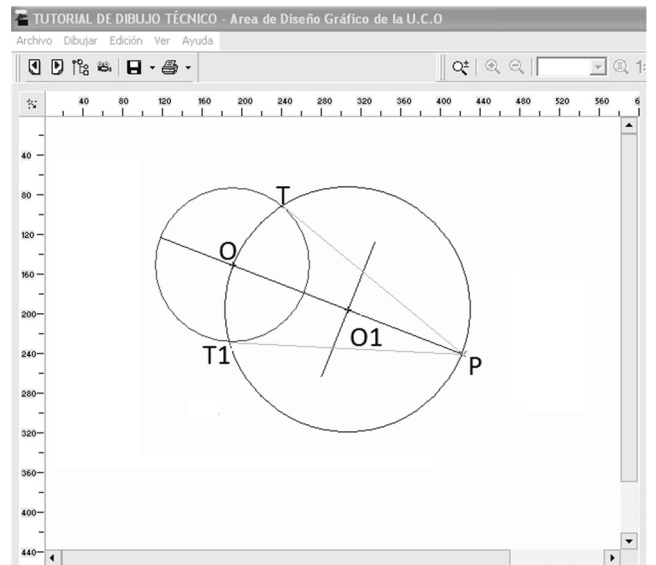 TUTORIAL DE DIBUJO TÉCNICO - Area de Diseño Gráfico de la U.C.O
Archivo Dibujar Edición Ver Ayuda
1:
40 80 120 160 200 240 280 320 360 400 440 480 520 560 6
40
80
120
160
200
240
280
320
360
400
440
T
O
O1
T1
P